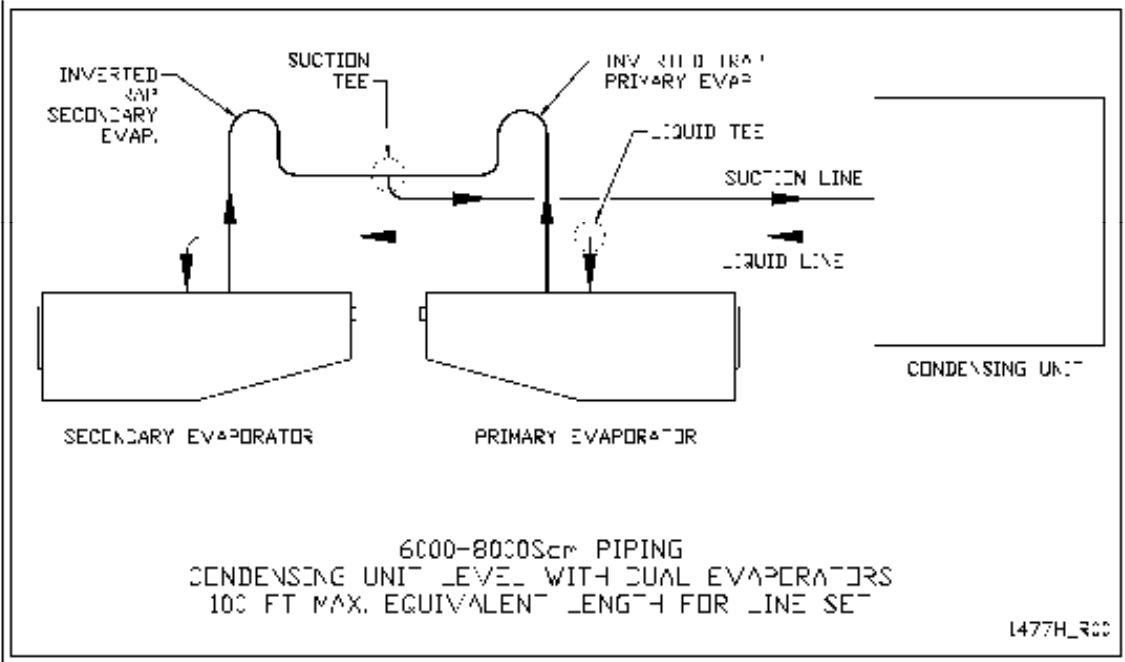 SUCTION
TEE
INVERTED
TRAP
SECONDARY
EVAP.
INVERTED TRAP
PRIMARY EVAP.
LIQUID TEE
SUCTION LINE
LIQUID LINE
CONDENSING UNIT
SECONDARY EVAPORATOR
PRIMARY EVAPORATOR
6000-8000Scm PIPING
CONDENSING UNIT LEVEL WITH DUAL EVAPORATORS
100 FT MAX. EQUIVALENT LENGTH FOR LINE SET
1477H_R00